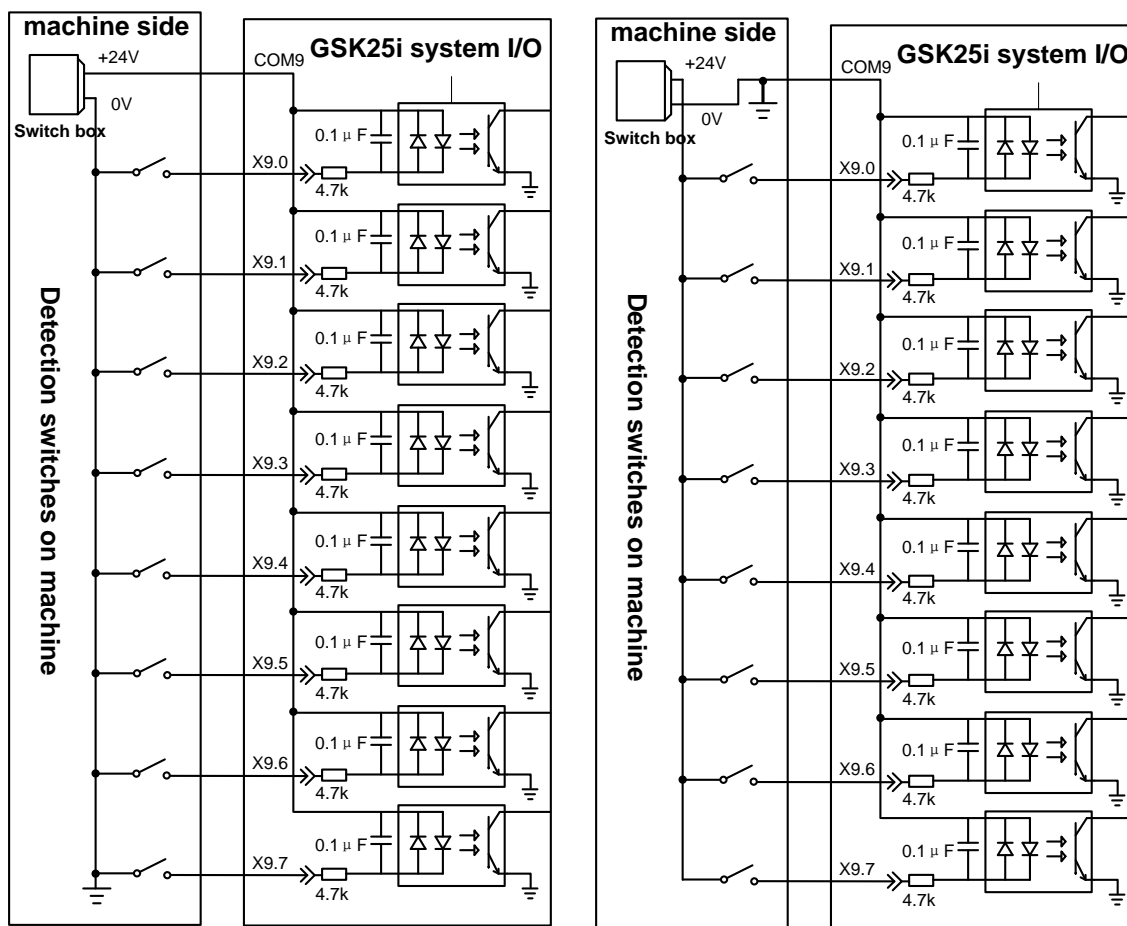 machine side
GSK25i system I/O
+24V
COM9
0V
Switch box
0.1μF
X9.0
4.7k
0.1μF
X9.1
4.7k
0.1μF
X9.2
4.7k
0.1μF
X9.3
4.7k
0.1μF
X9.4
4.7k
0.1μF
X9.5
4.7k
0.1μF
X9.6
4.7k
0.1μF
X9.7
4.7k
Detection switches on machine
machine side
GSK25i system I/O
+24V
COM9
0V
Switch box
0.1μF
X9.0
4.7k
0.1μF
X9.1
4.7k
0.1μF
X9.2
4.7k
0.1μF
X9.3
4.7k
0.1μF
X9.4
4.7k
0.1μF
X9.5
4.7k
0.1μF
X9.6
4.7k
0.1μF
X9.7
4.7k
Detection switches on machine